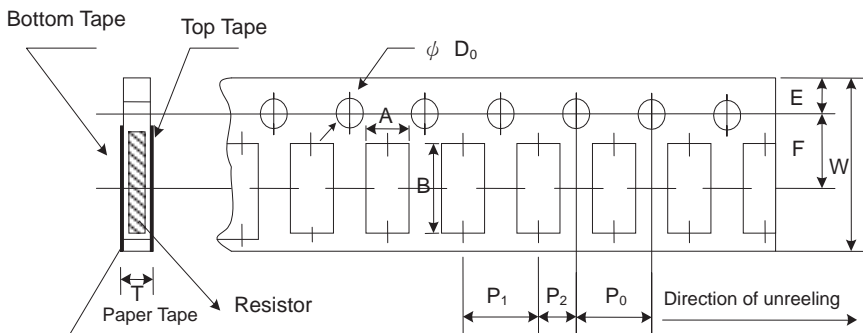 Bottom Tape
Top Tape
ψ D₀
E
A
F
W
B
T
P₁
P₂
P₀
Direction of unreeling
Resistor
Paper Tape